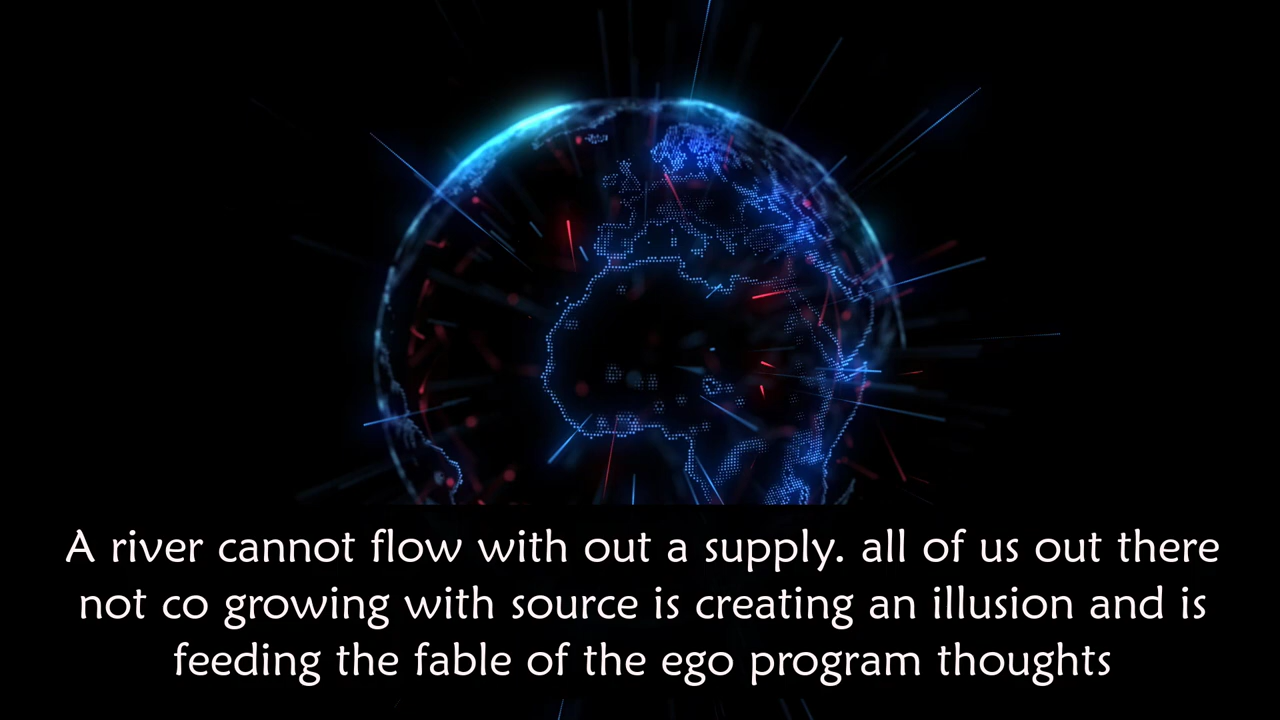 A river cannot flow with out a supply. all of us out there
not co growing with source is creating an illusion and is
feeding the fable of the ego program thoughts